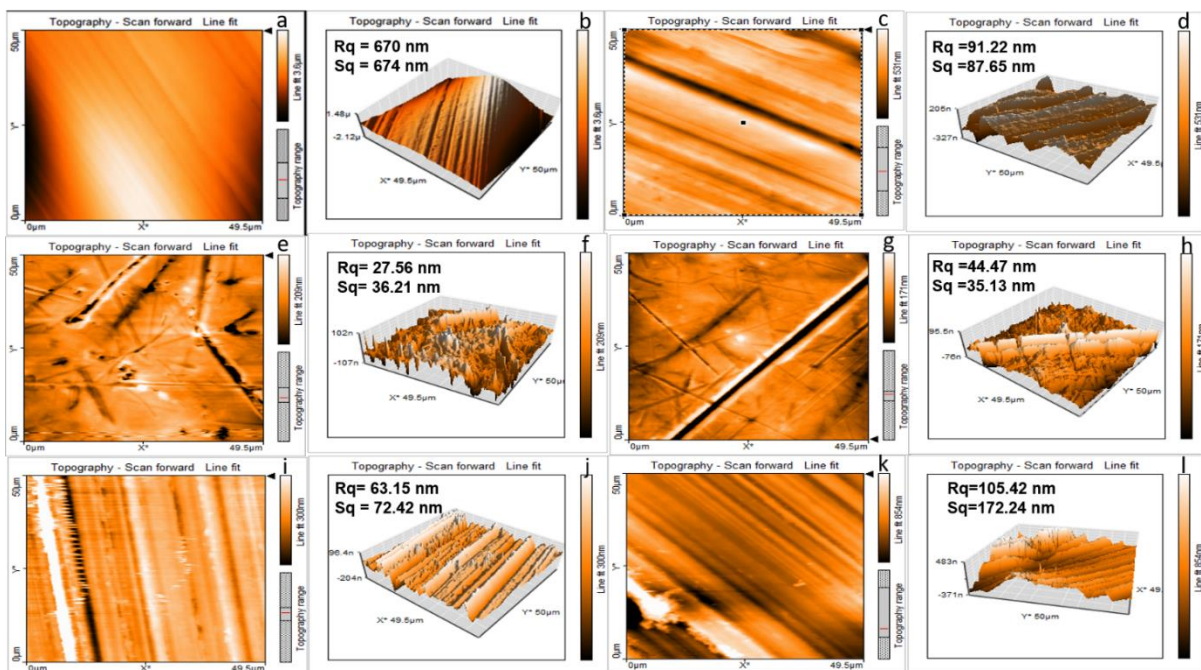 Topography - Scan forward Line fit
a
50µm
Y*
0µm
0µm
X*
49.5µm
Line fit 3.6µm
Topography range
Topography - Scan forward Line fit
b
Rq = 670 nm
Sq = 674 nm
1.48µ
-2.12µ
X* 49.5µm
Y* 50µm
Line fit 3.6µm
Topography - Scan forward Line fit
c
50µm
Y*
0µm
0µm
X*
49.5µm
Line fit 531nm
Topography range
Topography - Scan forward Line fit
d
Rq =91.22 nm
Sq =87.65 nm
-327n
Y* 50µm
X* 49.5µ
Line fit 531nm
Topography - Scan forward Line fit
e
50µm
Y*
0µm
0µm
X*
49.5µm
Line fit 209nm
Topography range
Topography - Scan forward Line fit
f
Rq= 27.56 nm
Sq= 36.21 nm
102n
-107n
X* 49.5µm
Y* 50µm
Line fit 209nm
Topography - Scan forward Line fit
g
50µm
Y*
0µm
0µm
X*
49.5µm
Line fit 171nm
Topography range
Topography - Scan forward Line fit
h
Rq = 44.47 nm
Sq = 35.13 nm
-76n
X* 49.5µm
Y* 50µm
Line fit 171nm
Topography - Scan forward Line fit
i
50µm
Y*
0µm
0µm
X*
49.5µm
Line fit 300nm
Topography range
Topography - Scan forward Line fit
j
Rq = 63.15 nm
Sq = 72.42 nm
-204n
X* 49.5µm
Y* 50µm
Line fit 300nm
Topography - Scan forward Line fit
k
50µm
Y*
0µm
0µm
X*
49.5µm
Line fit 854nm
Topography range
Topography - Scan forward Line fit
l
Rq=105.42 nm
Sq=172.24 nm
483n
-371n
Y* 50µm
X* 49.
Line fit 854nm